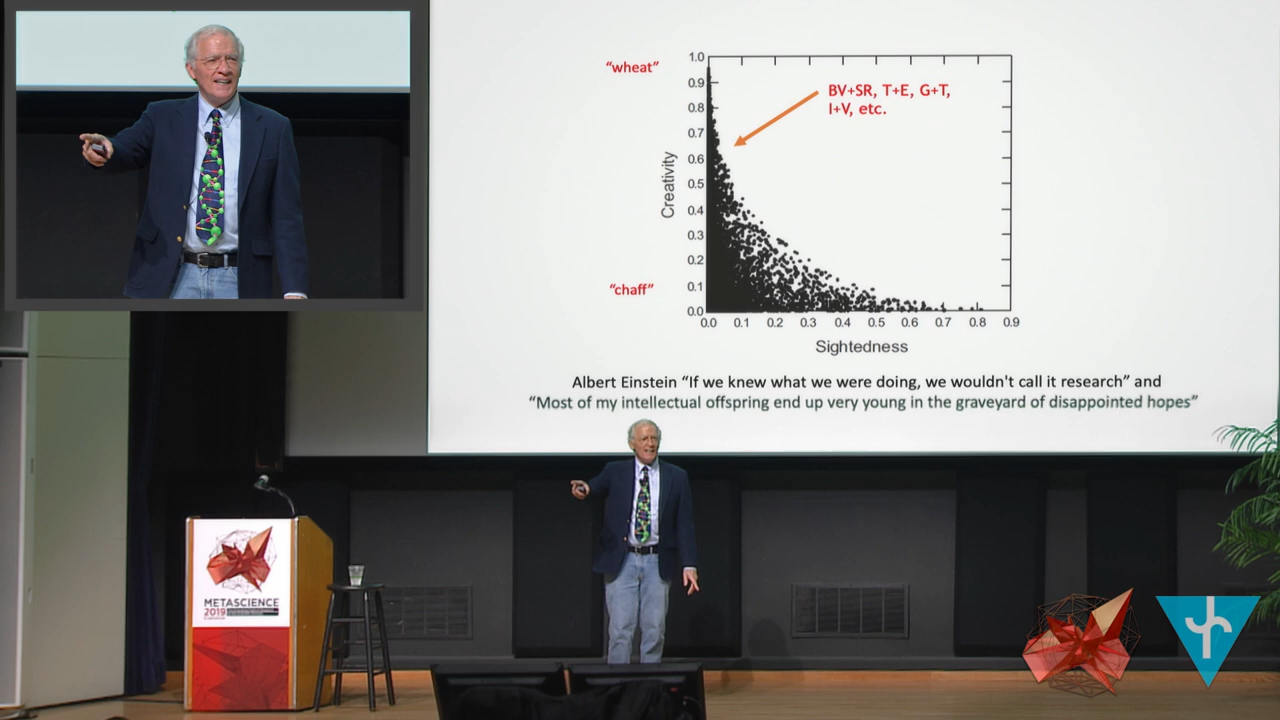 "wheat"
"chaff"
BV+SR, T+E, G+T,
I+V, etc.
Creativity
1.0
0.9
0.8
0.7
0.6
0.5
0.4
0.3
0.2
0.1
0.0
0.0 0.1 0.2 0.3 0.4 0.5 0.6 0.7 0.8 0.9
Sightedness
Albert Einstein “If we knew what we were doing, we wouldn't call it research” and
“Most of my intellectual offspring end up very young in the graveyard of disappointed hopes”
METASCIENCE
2019